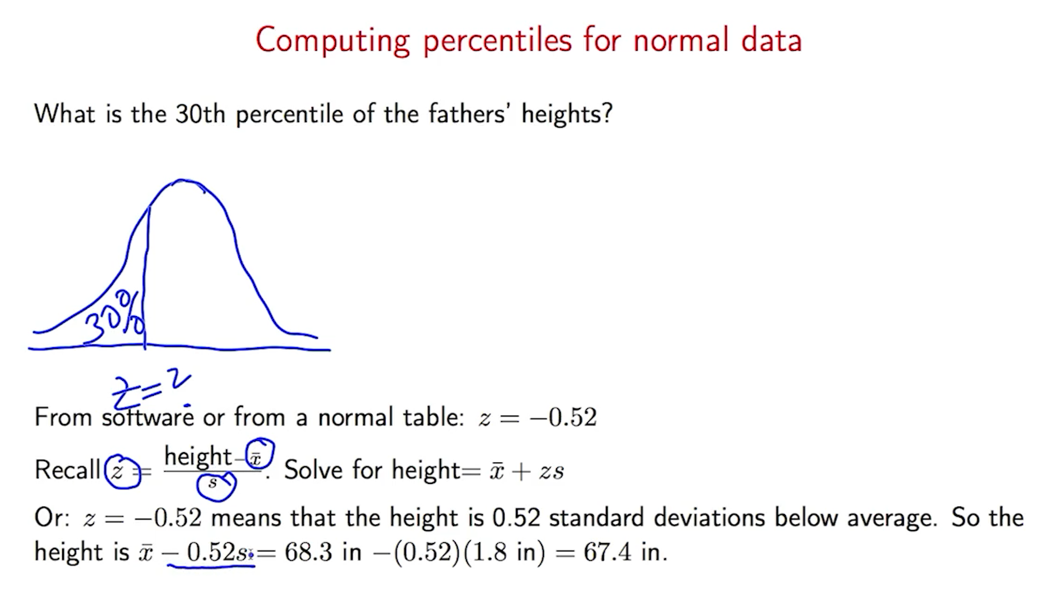 Computing percentiles for normal data
What is the 30th percentile of the fathers' heights?
30%
z=?
From software or from a normal table: z = −0.52
Recall z = (height−x̄)/s. Solve for height= x̄ + zs
Or: z = −0.52 means that the height is 0.52 standard deviations below average. So the
height is x̄ − 0.52s = 68.3 in −(0.52)(1.8 in) = 67.4 in.